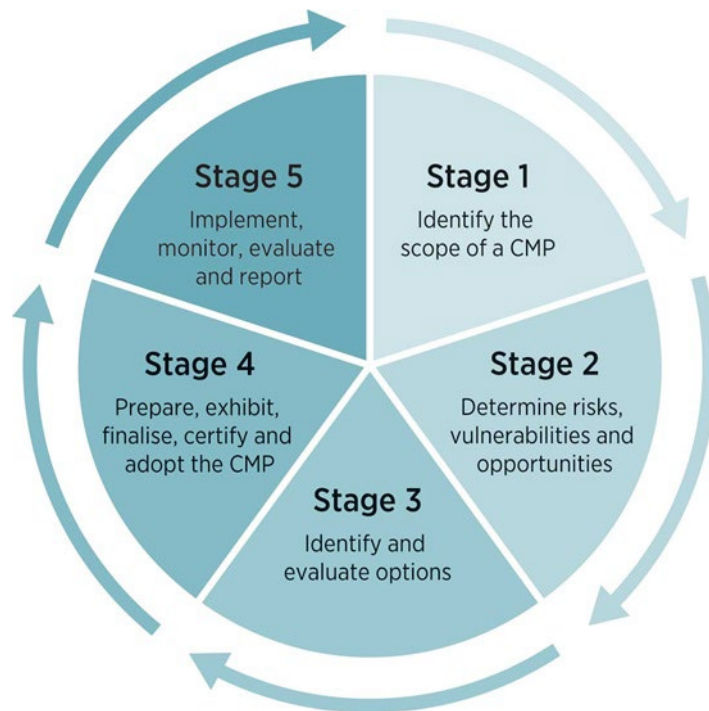 Stage 1
Identify the
scope of a CMP
Stage 2
Determine risks,
vulnerabilities and
opportunities
Stage 3
Identify and
evaluate options
Stage 4
Prepare, exhibit,
finalise, certify and
adopt the CMP
Stage 5
Implement,
monitor, evaluate
and report